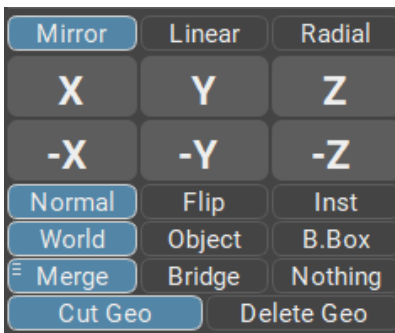 Mirror Linear Radial
X Y Z
-X -Y -Z
Normal Flip Inst
World Object B.Box
Merge Bridge Nothing
Cut Geo Delete Geo